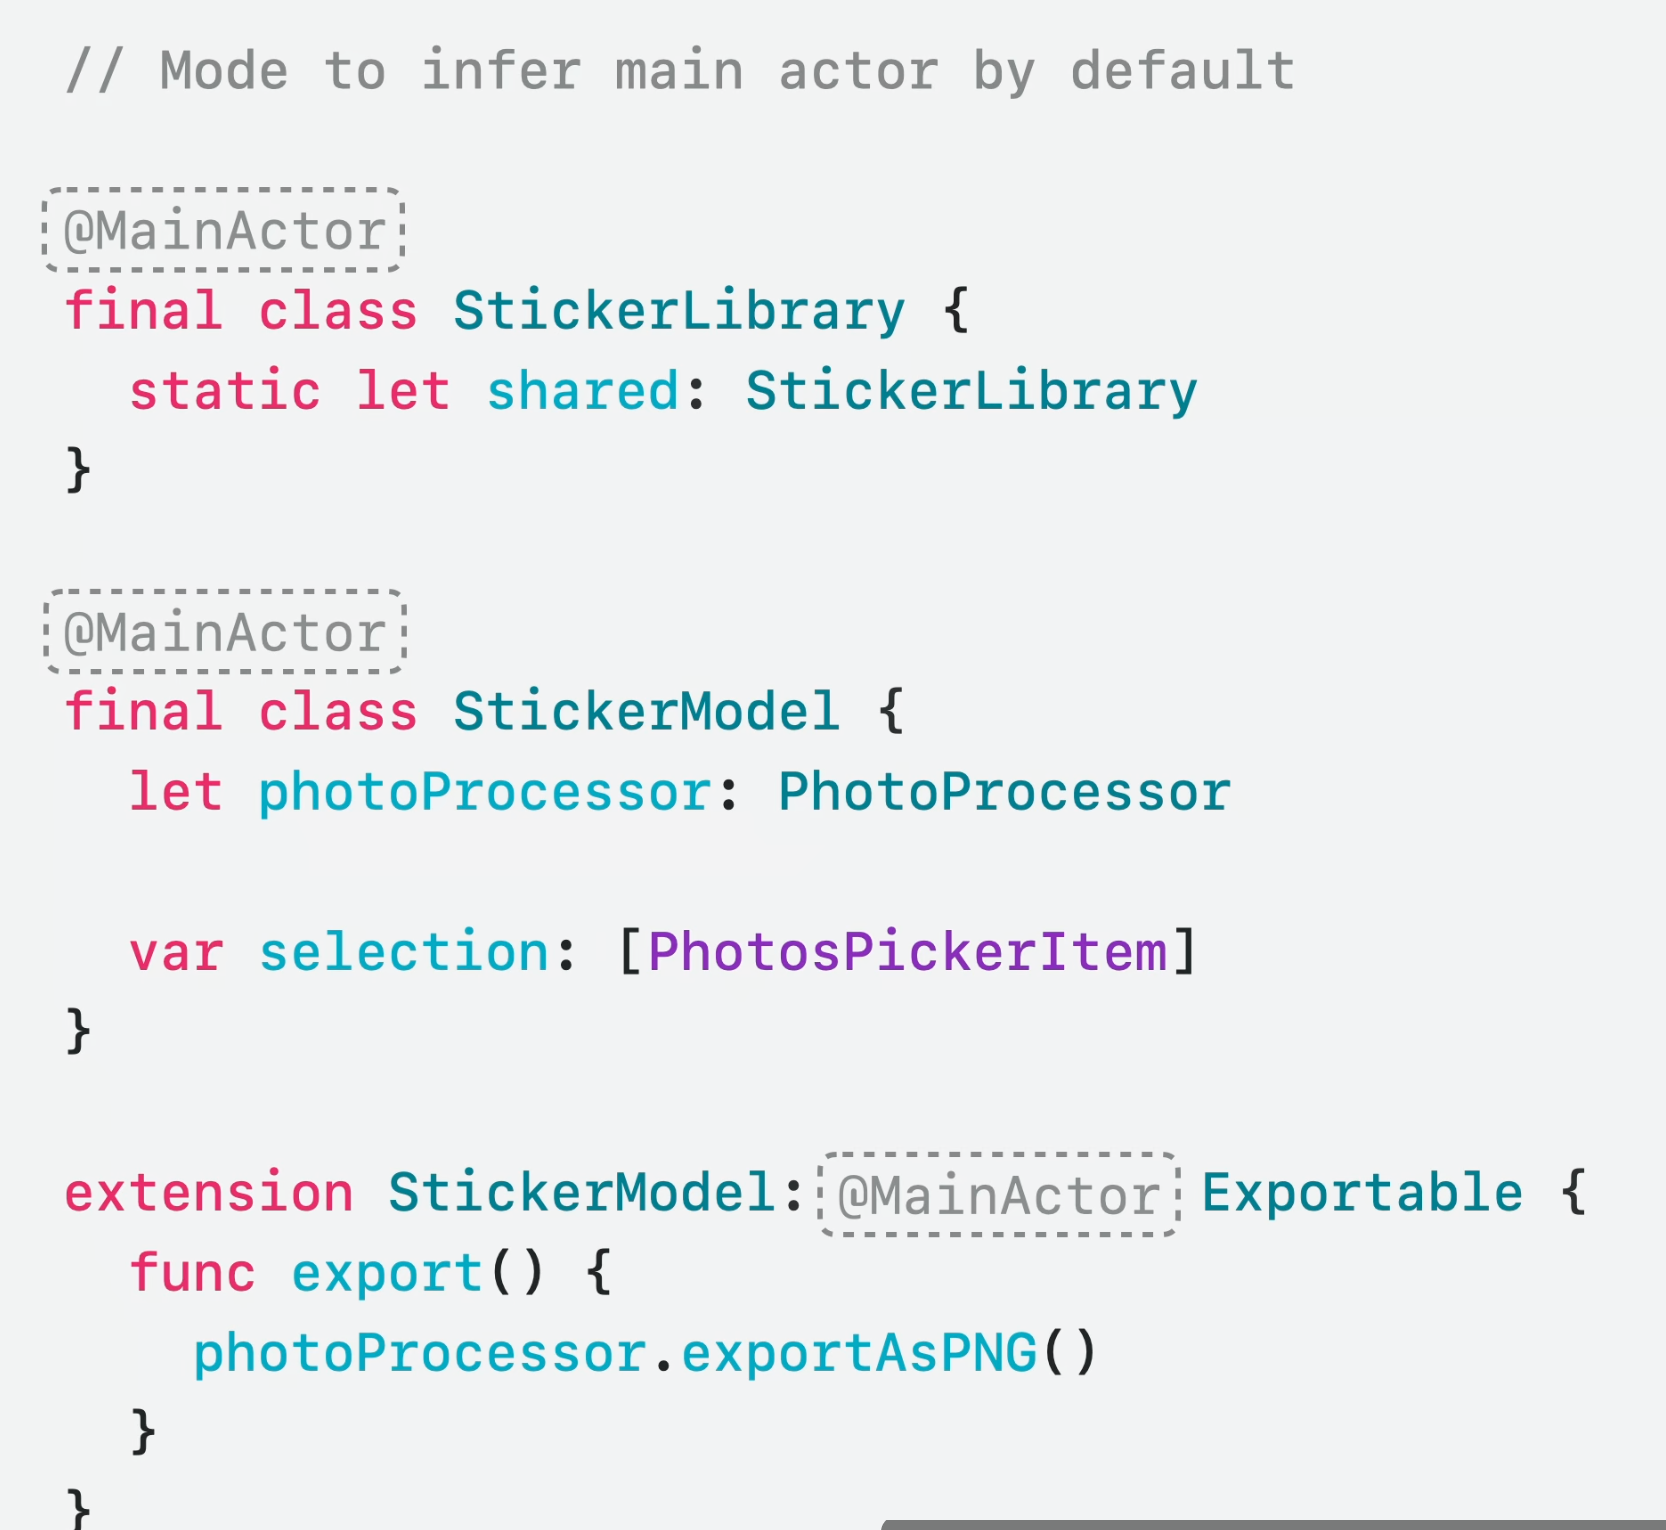 // Mode to infer main actor by default
@MainActor
final class StickerLibrary {
static let shared: StickerLibrary
}
@MainActor
final class StickerModel {
let photoProcessor: PhotoProcessor
var selection: [PhotosPickerItem]
}
extension StickerModel: @MainActor Exportable {
func export() {
photoProcessor.exportAsPNG()
}
}